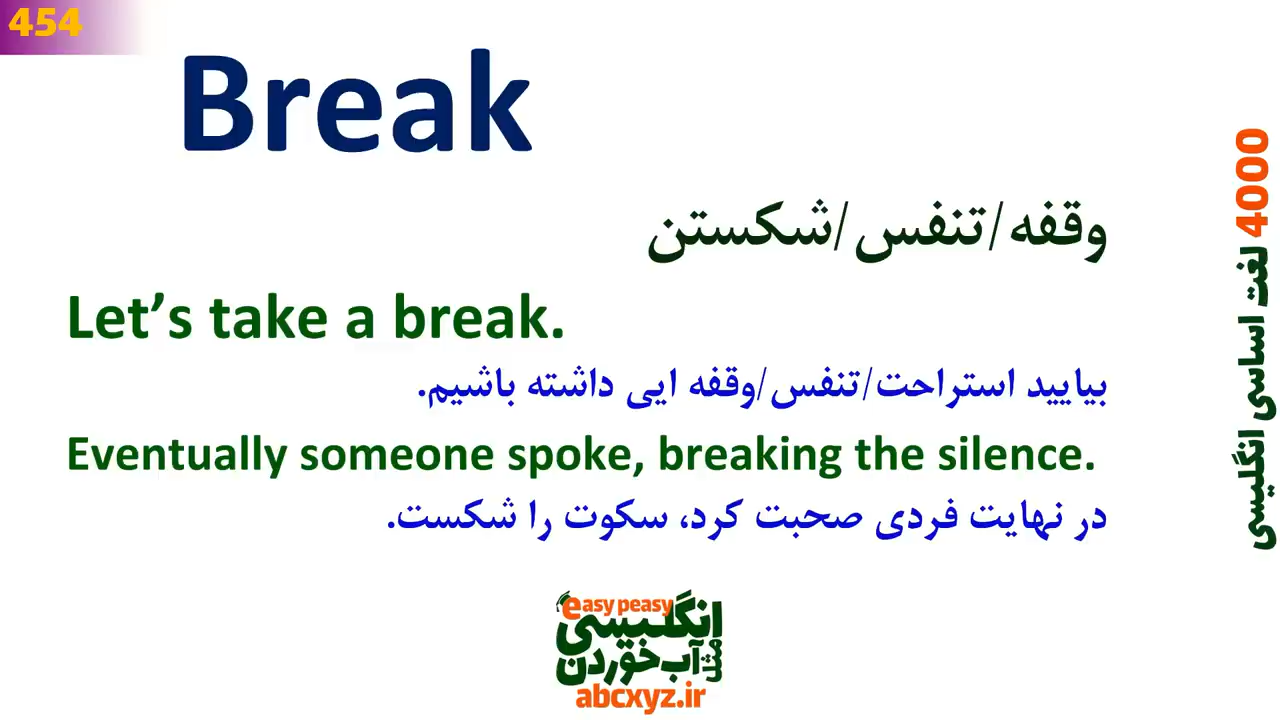 454
Break
وقفه/تنفس/شکستن
Let’s take a break.
بیایید استراحت/تنفس/وقفه ایی داشته باشیم.
Eventually someone spoke, breaking the silence.
در نهایت فردی صحبت کرد، سکوت را شکست.
4000 لغت اساسی انگلیسی
easy peasy
انگلیسی
مثل آب خوردن
abcxyz.ir